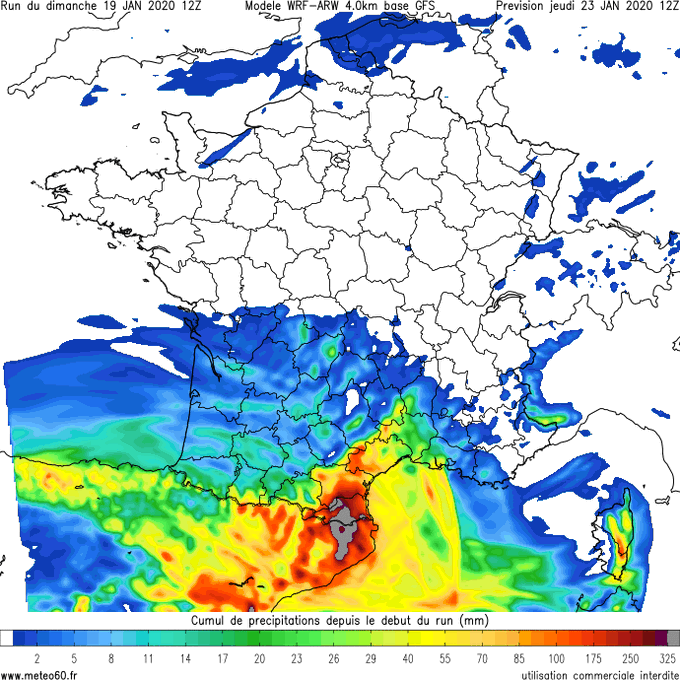 Run du dimanche 19 JAN 2020 12Z Modele WRF-ARW 4.0km base GFS Prevision jeudi 23 JAN 2020 12Z
Cumul de precipitations depuis le debut du run (mm)
2 5 8 11 14 17 20 23 26 29 40 55 70 85 100 175 250 325
www.meteo60.fr utilisation commerciale interdite